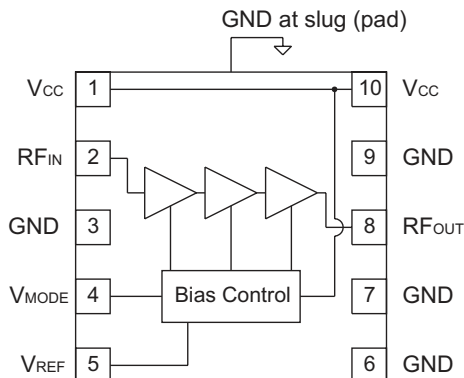 GND at slug (pad)
VCC 1 10 VCC
RFIN 2 9 GND
GND 3 8 RFOUT
VMODE 4 Bias Control 7 GND
VREF 5 6 GND